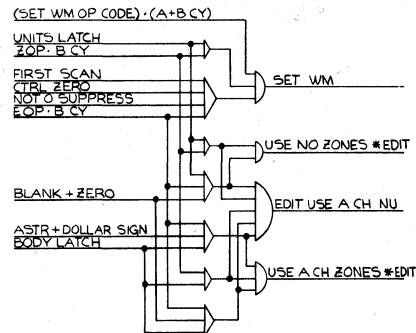 (SET WM OP CODE)·(A+B CY)
UNITS LATCH
ZOP·B CY
FIRST SCAN
CTRL ZERO
NOT 0 SUPPRESS
EOP·B CY
SET WM
USE NO ZONES *EDIT
BLANK + ZERO
EDIT USE A CH NU
ASTR+DOLLAR SIGN
BODY LATCH
USE A CH ZONES *EDIT